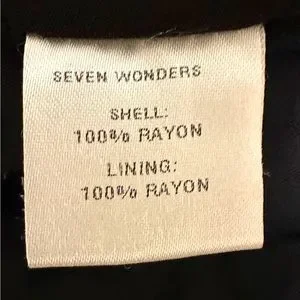 SEVEN WONDERS
SHELL:
100% RAYON
LINING:
100% RAYON